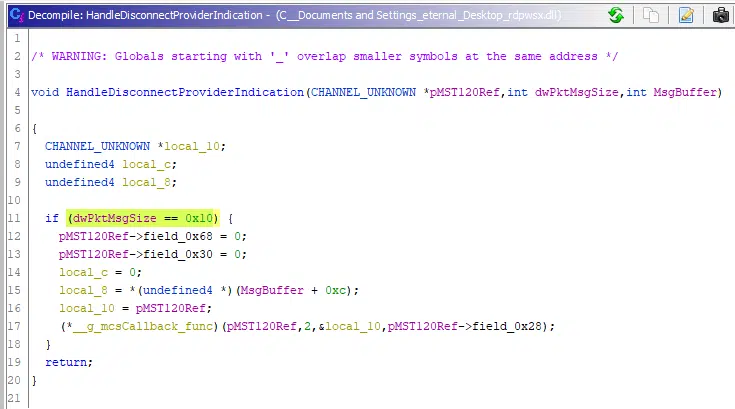 Decompile: HandleDisconnectProviderIndication - (C__Documents and Settings_eternal_Desktop_rdpwsx.dll)
1
2 /* WARNING: Globals starting with '_' overlap smaller symbols at the same address */
3
4 void HandleDisconnectProviderIndication(CHANNEL_UNKNOWN *pMST120Ref,int dwPktMsgSize,int MsgBuffer)
5
6 {
7 CHANNEL_UNKNOWN *local_10;
8 undefined4 local_c;
9 undefined4 local_8;
10
11 if (dwPktMsgSize == 0x10) {
12 pMST120Ref->field_0x68 = 0;
13 pMST120Ref->field_0x30 = 0;
14 local_c = 0;
15 local_8 = *(undefined4 *)(MsgBuffer + 0xc);
16 local_10 = pMST120Ref;
17 (*__g_mcsCallback_func)(pMST120Ref,2,&local_10,pMST120Ref->field_0x28);
18 }
19 return;
20 }
21